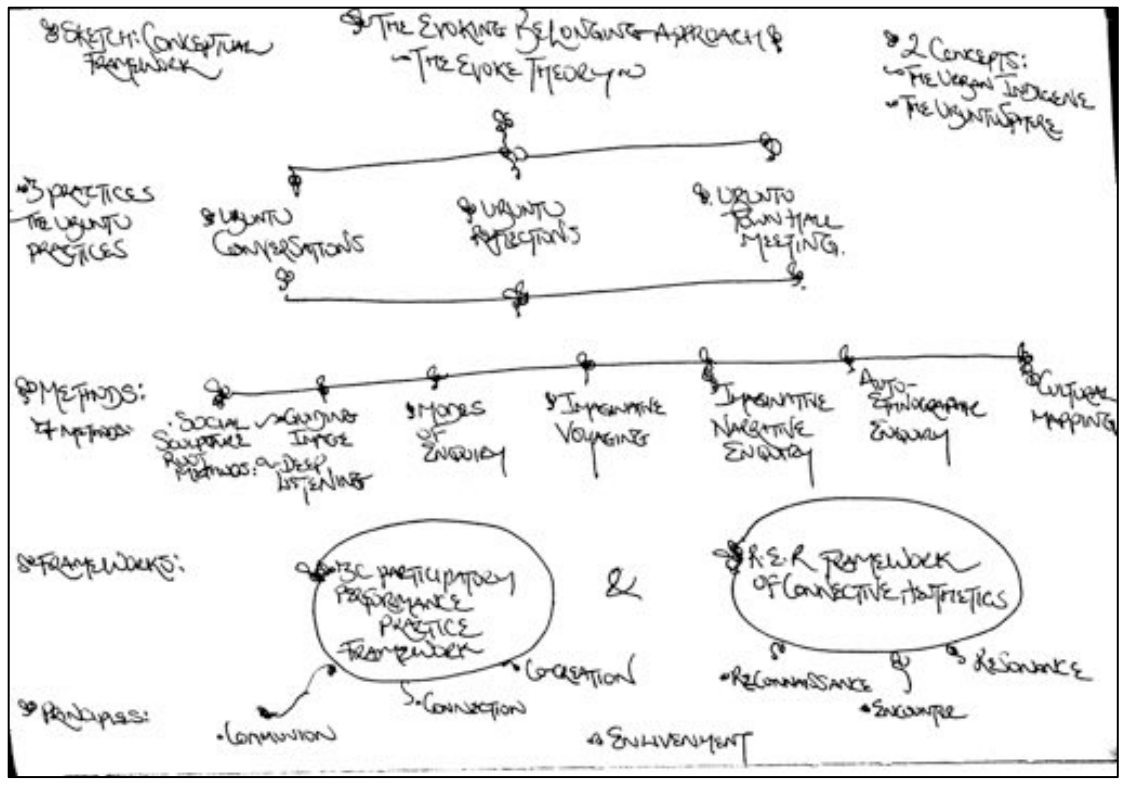 SKETCH: CONCEPTUAL
FRAMEWORK
THE EVOKING BELONGING APPROACH
THE EVOKE THEORY
2 CONCEPTS:
THE URBAN INDIGENE
THE UBUNTUSPHERE
3 PRACTICES
THE UBUNTU
PRACTICES
UBUNTU
CONVERSATIONS
UBUNTU
REFLECTIONS
UBUNTU
TOWN HALL
MEETING.
METHODS:
7 METHODS:
SOCIAL
SCULPTURE
ROOT
METHODS:
GUIDING
IMAGE
DEEP
LISTENING
MODES
OF
ENQUIRY
IMAGINATIVE
VOYAGING
IMAGINATIVE
NARRATIVE
ENQUIRY
AUTO-
ETHNOGRAPHIC
ENQUIRY
CULTURAL
MAPPING
FRAMEWORKS:
3C PARTICIPATORY
PERFORMANCE
PRACTICE
FRAMEWORK
&
R.E.R FRAMEWORK
OF CONNECTIVE AESTHETICS
PRINCIPLES:
COMMUNION
CONNECTION
CO-CREATION
ENLIVENMENT
RECONNAISSANCE
ENCOUNTER
RESONANCE